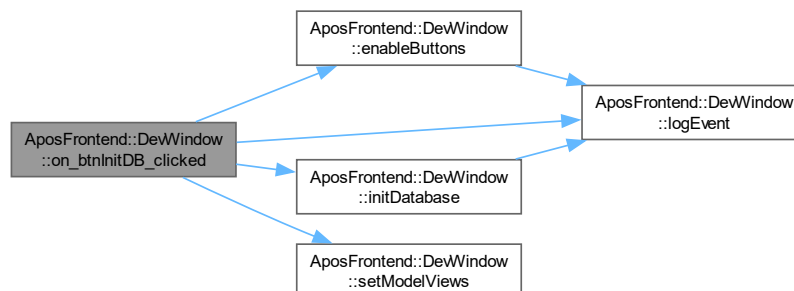 AposFrontend::DevWindow
::on_btnInitDB_clicked
AposFrontend::DevWindow
::enableButtons
AposFrontend::DevWindow
::logEvent
AposFrontend::DevWindow
::initDatabase
AposFrontend::DevWindow
::setModelViews